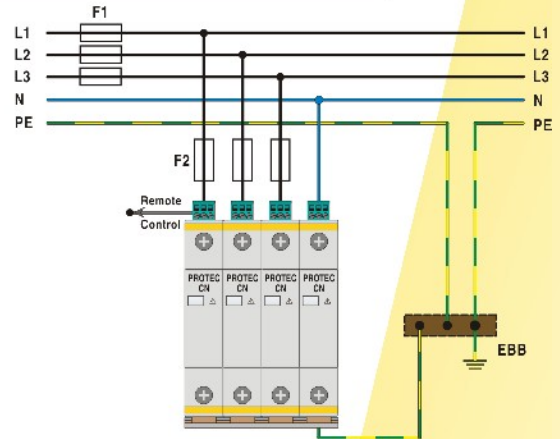 F1
L1 L1
L2 L2
L3 L3
N N
PE PE
F2
Remote
Control
PROTEC PROTEC PROTEC PROTEC
CN CN CN CN
EBB